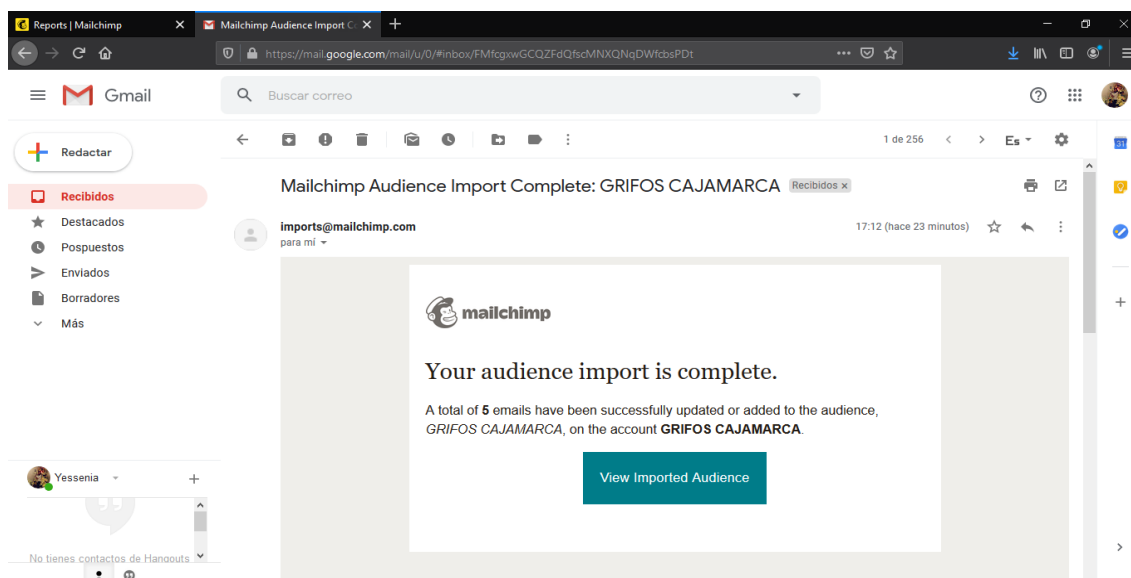 Reports | Mailchimp
Mailchimp Audience Import Co
https://mail.google.com/mail/u/0/#inbox/FMfcgxwGCQZFdQfscMNXQNqDWfcbsPDt
Gmail
Buscar correo
Redactar
1 de 256
Es
Recibidos
Destacados
Pospuestos
Enviados
Borradores
Más
Mailchimp Audience Import Complete: GRIFOS CAJAMARCA
Recibidos x
imports@mailchimp.com
17:12 (hace 23 minutos)
para mí
mailchimp
Your audience import is complete.
A total of 5 emails have been successfully updated or added to the audience,
GRIFOS CAJAMARCA, on the account GRIFOS CAJAMARCA.
View Imported Audience
Yessenia
No tienes contactos de Hangouts
31